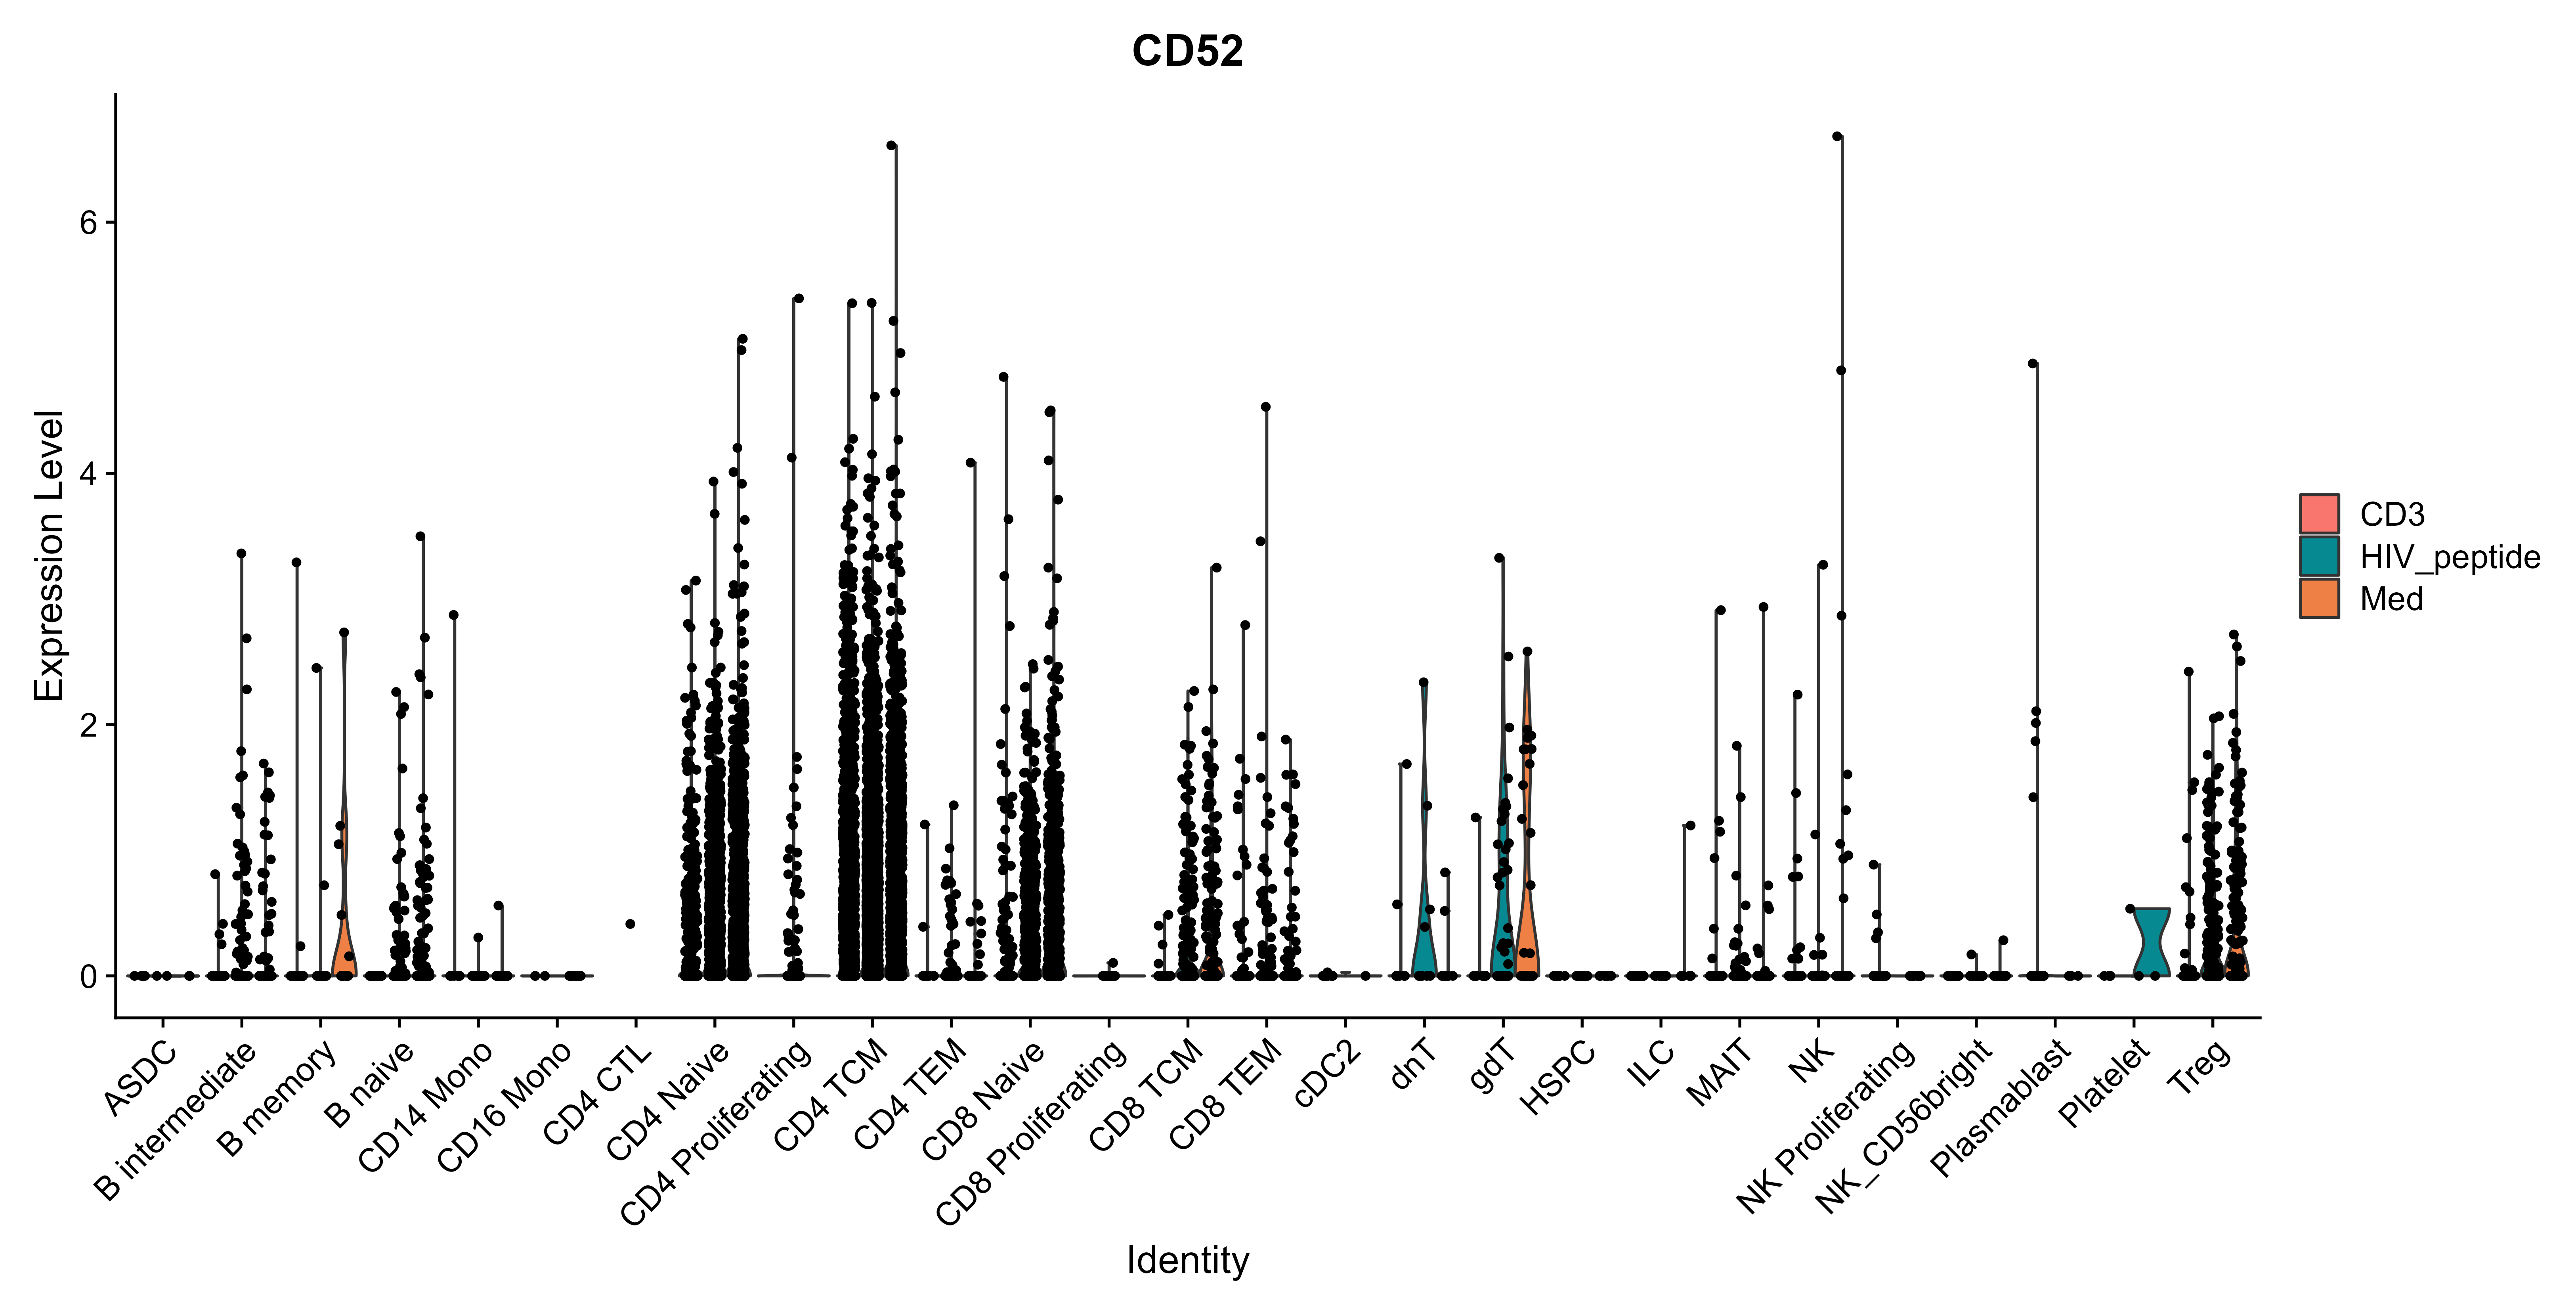 CD52
Expression Level
6
4
2
0
ASDC
B intermediate
B memory
B naive
CD14 Mono
CD16 Mono
CD4 CTL
CD4 Naive
CD4 Proliferating
CD4 TCM
CD4 TEM
CD8 Naive
CD8 Proliferating
CD8 TCM
CD8 TEM
cDC2
dnT
gdT
HSPC
ILC
MAIT
NK
NK Proliferating
NK_CD56bright
Plasmablast
Platelet
Treg
Identity
CD3
HIV_peptide
Med